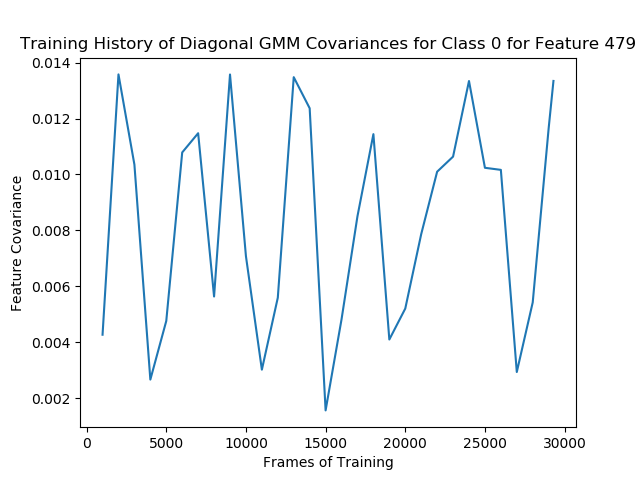 Training History of Diagonal GMM Covariances for Class 0 for Feature 479
0.014
0.012
0.010
0.008
0.006
0.004
0.002
Feature Covariance
0 5000 10000 15000 20000 25000 30000
Frames of Training